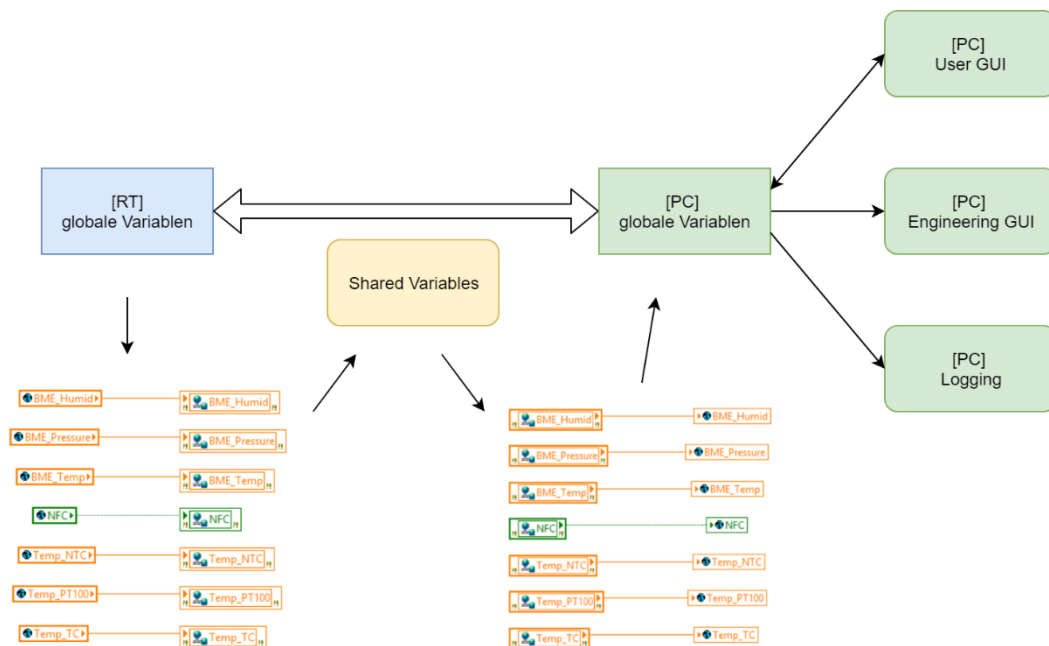 [PC]
User GUI
[RT]
globale Variablen
[PC]
globale Variablen
[PC]
Engineering GUI
Shared Variables
[PC]
Logging
BME_Humid
BME_Humid
BME_Pressure
BME_Pressure
BME_Temp
BME_Temp
NFC
NFC
Temp_NTC
Temp_NTC
Temp_PT100
Temp_PT100
Temp_TC
Temp_TC
BME_Humid
BME_Humid
BME_Pressure
BME_Pressure
BME_Temp
BME_Temp
NFC
NFC
Temp_NTC
Temp_NTC
Temp_PT100
Temp_PT100
Temp_TC
Temp_TC